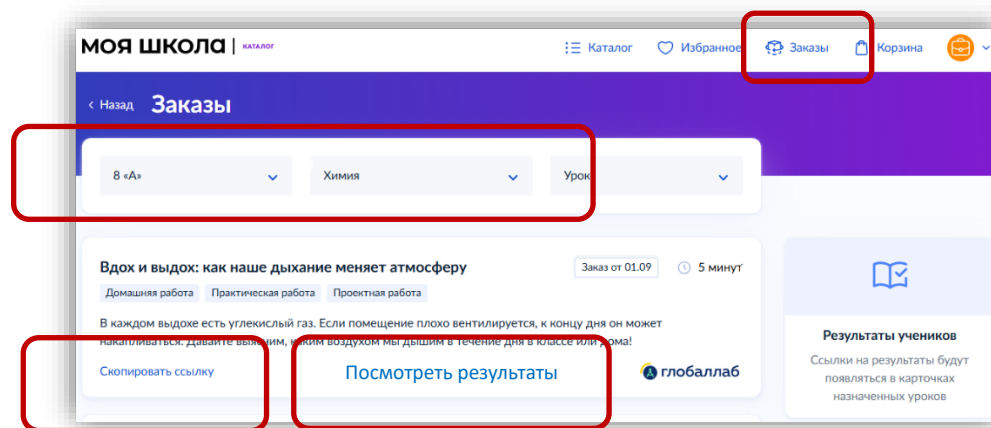 МОЯ ШКОЛА | КАТАЛОГ
Каталог
Избранное
Заказы
Корзина
Назад
Заказы
8 «А»
Химия
Урок
Вдох и выдох: как наше дыхание меняет атмосферу
Заказ от 01.09
5 минут
Домашняя работа Практическая работа Проектная работа
В каждом выдохе есть углекислый газ. Если помещение плохо вентилируется, к концу дня он может
накапливаться. Давайте выясним, каким воздухом мы дышим в течение дня в классе или дома!
Скопировать ссылку
Посмотреть результаты
глобаллаб
Результаты учеников
Ссылки на результаты будут
появляться в карточках
назначенных уроков